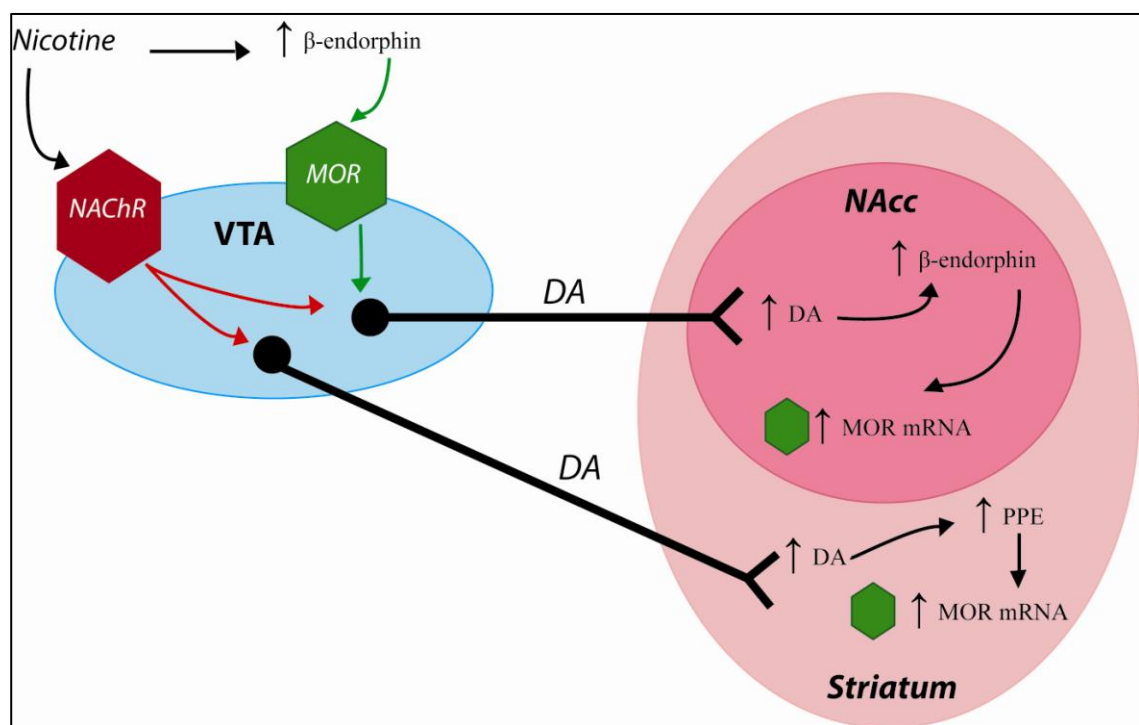 Nicotine
↑ β-endorphin
NAChR
MOR
VTA
NAcc
↑ β-endorphin
DA
↑ DA
↑ MOR mRNA
DA
↑ PPE
↑ DA
↑ MOR mRNA
Striatum